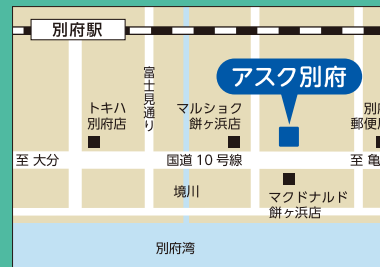 別府駅
アスク別府
富士見通り
トキハ
別府店
マルショク
餅ヶ浜店
別府
郵便局
至 大分
国道10号線
至 亀
境川
マクドナルド
餅ヶ浜店
別府湾